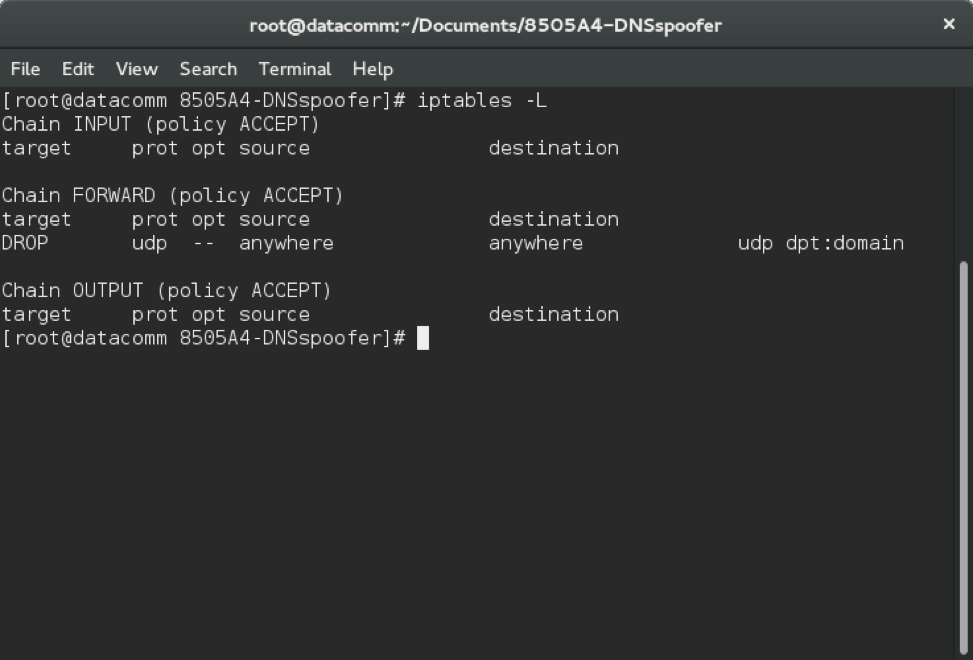 root@datacomm:~/Documents/8505A4-DNSspoofer ×
File Edit View Search Terminal Help
[root@datacomm 8505A4-DNSspoofer]# iptables -L
Chain INPUT (policy ACCEPT)
target     prot opt source               destination

Chain FORWARD (policy ACCEPT)
target     prot opt source               destination
DROP       udp  --  anywhere             anywhere             udp dpt:domain

Chain OUTPUT (policy ACCEPT)
target     prot opt source               destination
[root@datacomm 8505A4-DNSspoofer]#